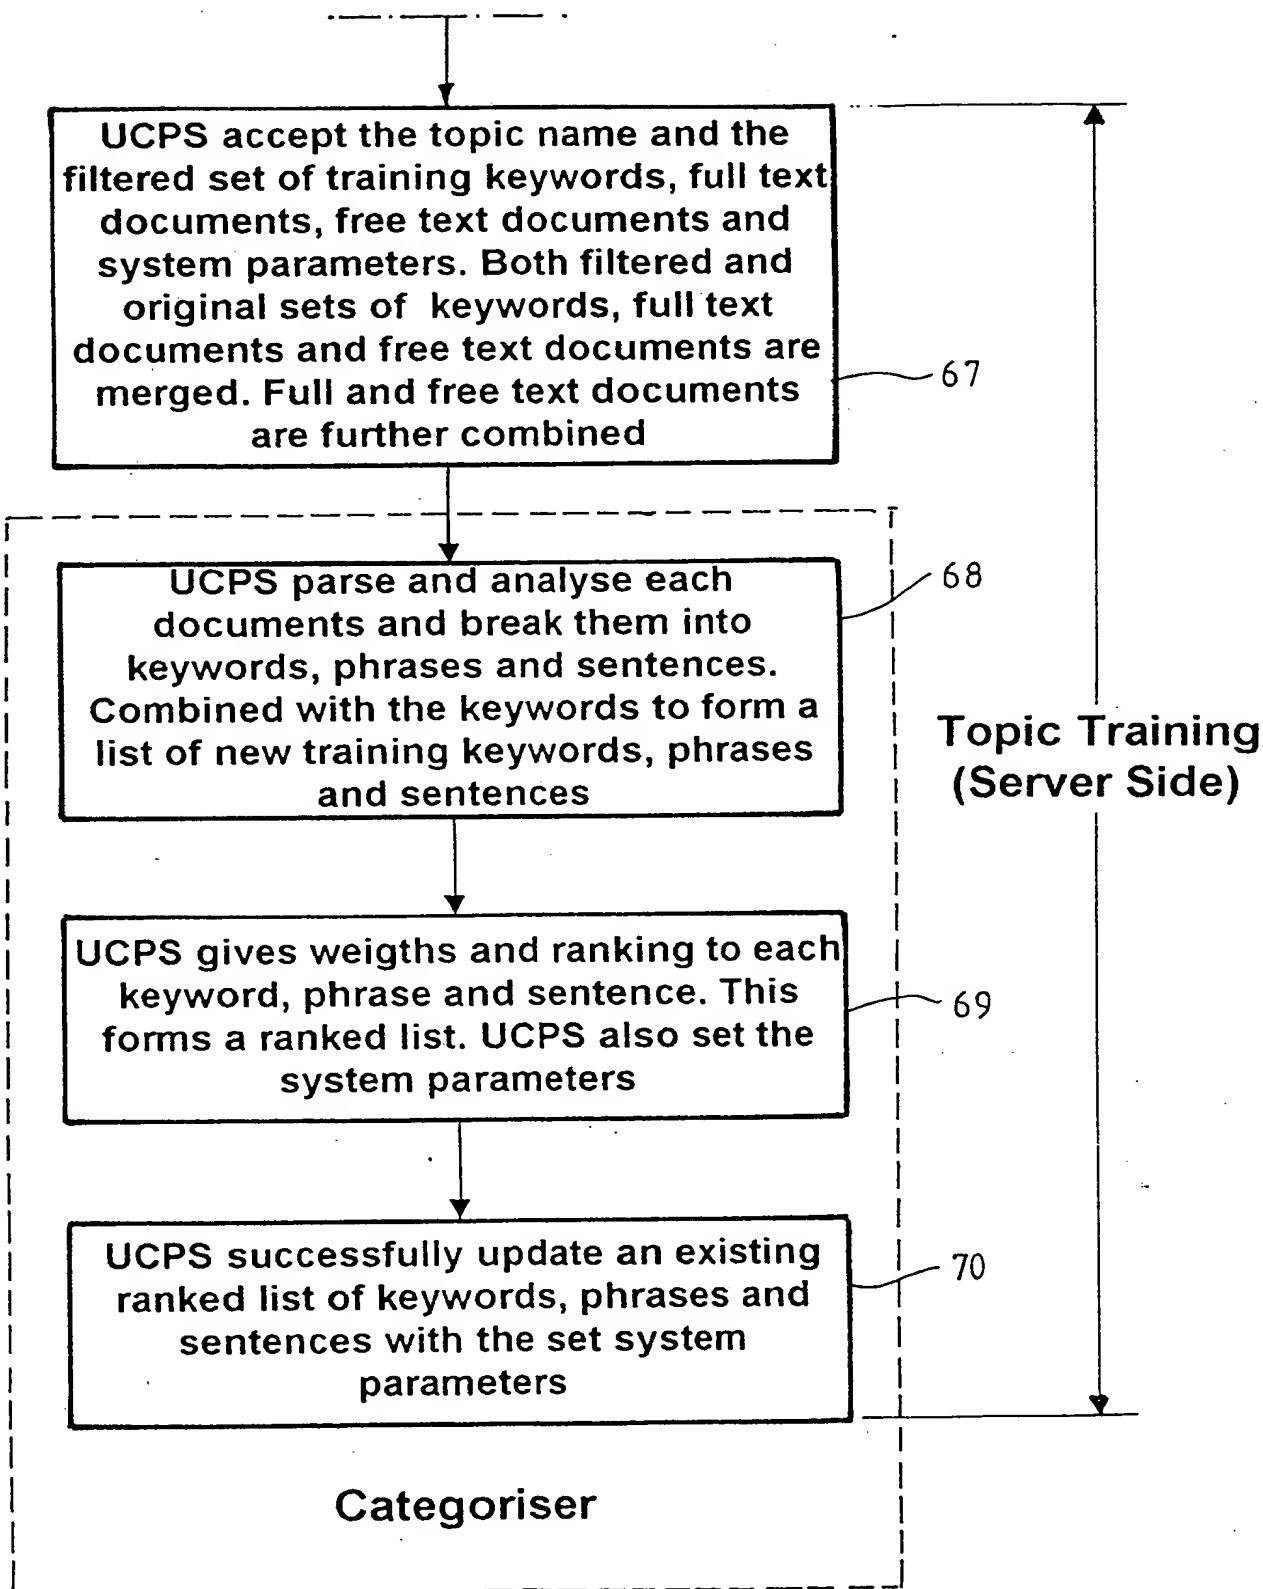 UCPS accept the topic name and the
filtered set of training keywords, full text
documents, free text documents and
system parameters. Both filtered and
original sets of keywords, full text
documents and free text documents are
merged. Full and free text documents
are further combined
67
UCPS parse and analyse each
documents and break them into
keywords, phrases and sentences.
Combined with the keywords to form a
list of new training keywords, phrases
and sentences
68
Topic Training
(Server Side)
UCPS gives weigths and ranking to each
keyword, phrase and sentence. This
forms a ranked list. UCPS also set the
system parameters
69
UCPS successfully update an existing
ranked list of keywords, phrases and
sentences with the set system
parameters
70
Categoriser